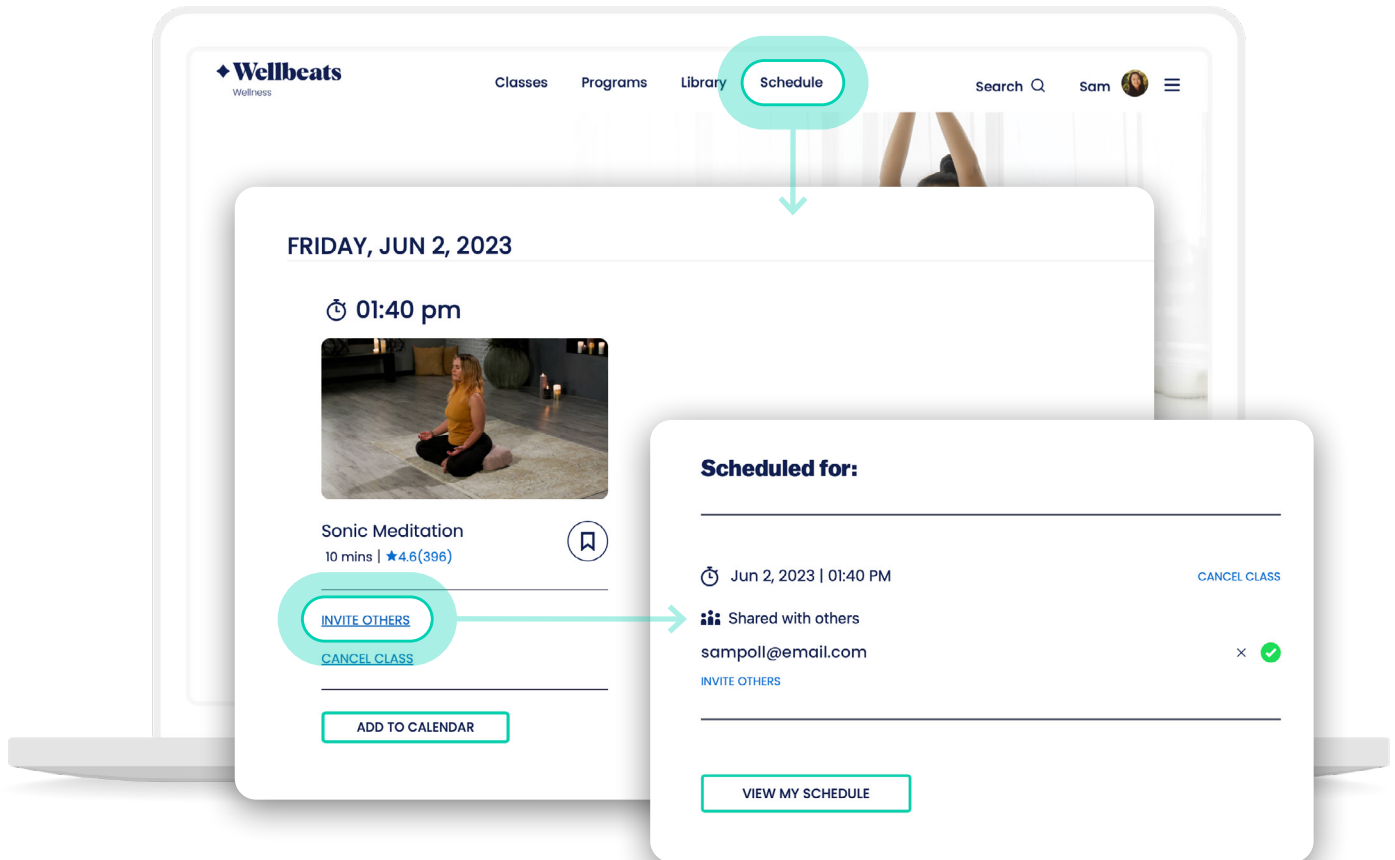 Wellbeats
Wellness
Classes Programs Library Schedule Search Sam
FRIDAY, JUN 2, 2023
01:40 pm
Sonic Meditation
10 mins | ★4.6(396)
INVITE OTHERS
CANCEL CLASS
ADD TO CALENDAR
Scheduled for:
Jun 2, 2023 | 01:40 PM CANCEL CLASS
Shared with others
sampoll@email.com
INVITE OTHERS
VIEW MY SCHEDULE